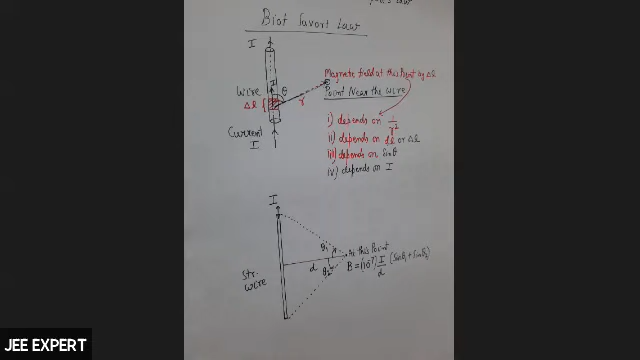 Biot Savort Law
I
Magnetic field at this Point by Δl
Wire
I
θ
Point Near the wire
Δl
r
i) depends on 1/r²
Current
I
ii) depends on dl or Δl
iii) depends on Sinθ
iv) depends on I
I
θ1
At this Point
d
θ2
B = (10⁻⁷) I/d (Sinθ1 + Sinθ2)
Str.
wire
JEE EXPERT